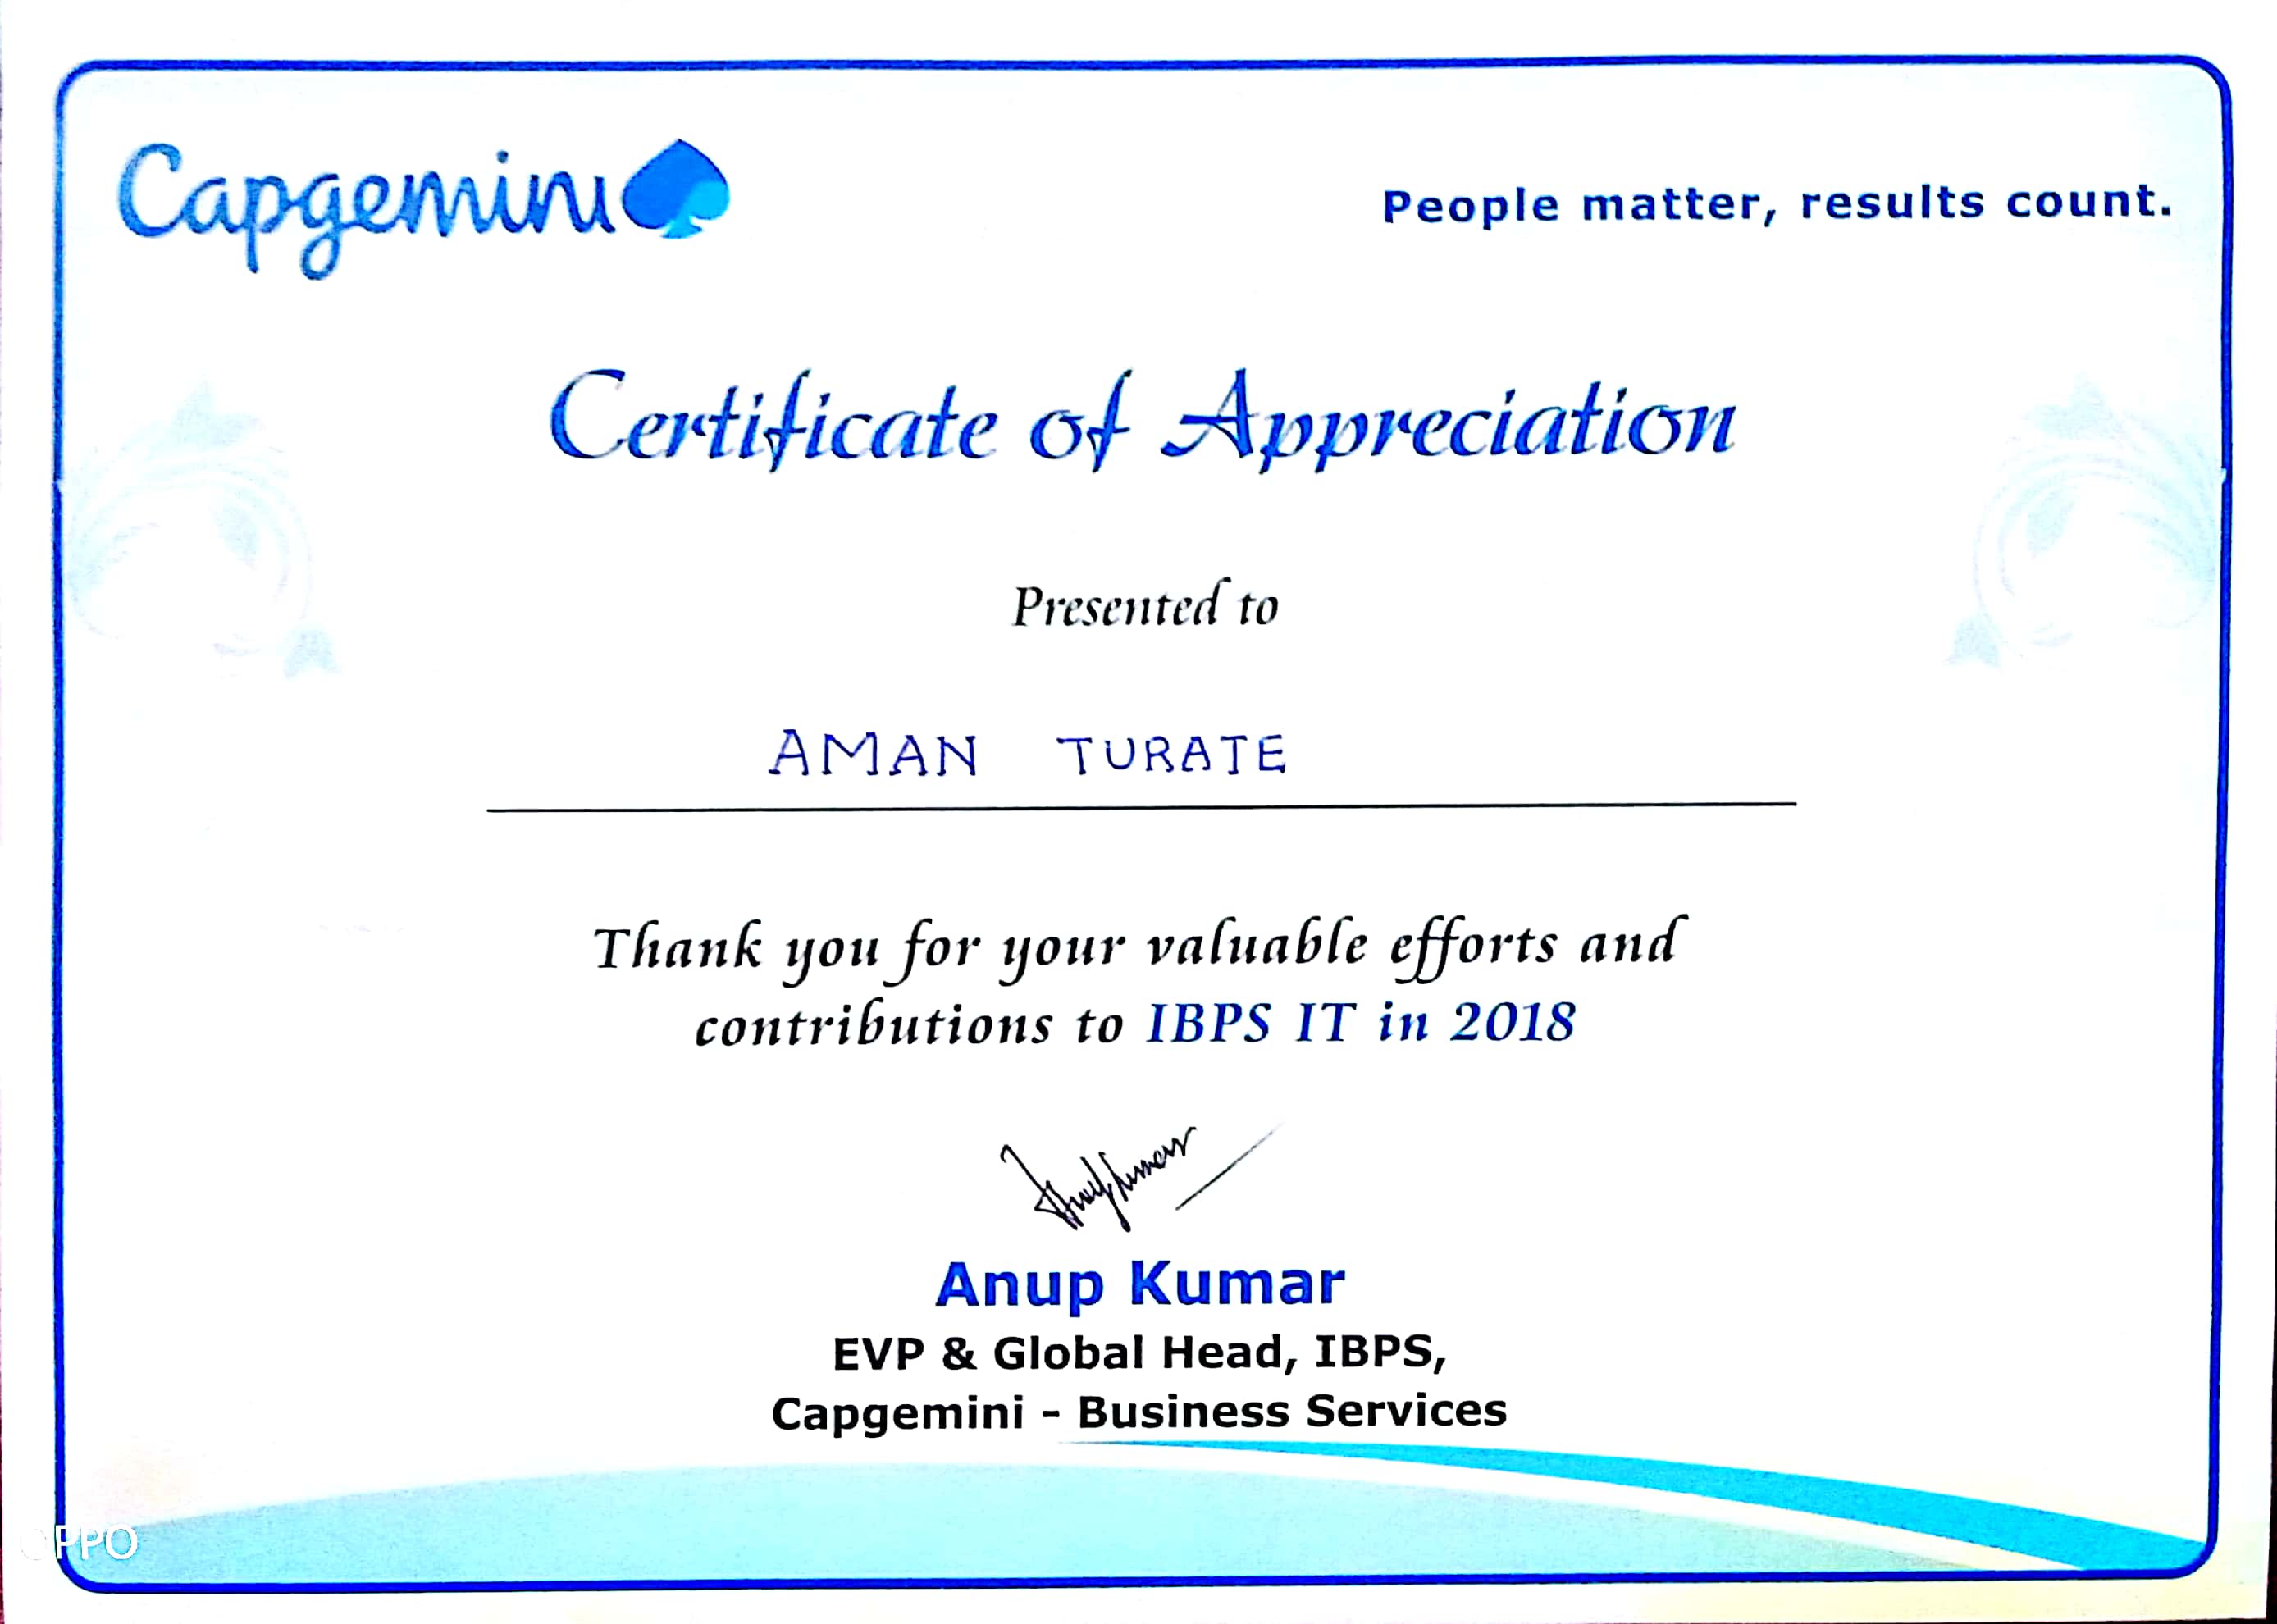 Capgemini
People matter, results count.
Certificate of Appreciation
Presented to
AMAN TURATE
Thank you for your valuable efforts and
contributions to IBPS IT in 2018
Anup Kumar
Anup Kumar
EVP & Global Head, IBPS,
Capgemini - Business Services
OPPO